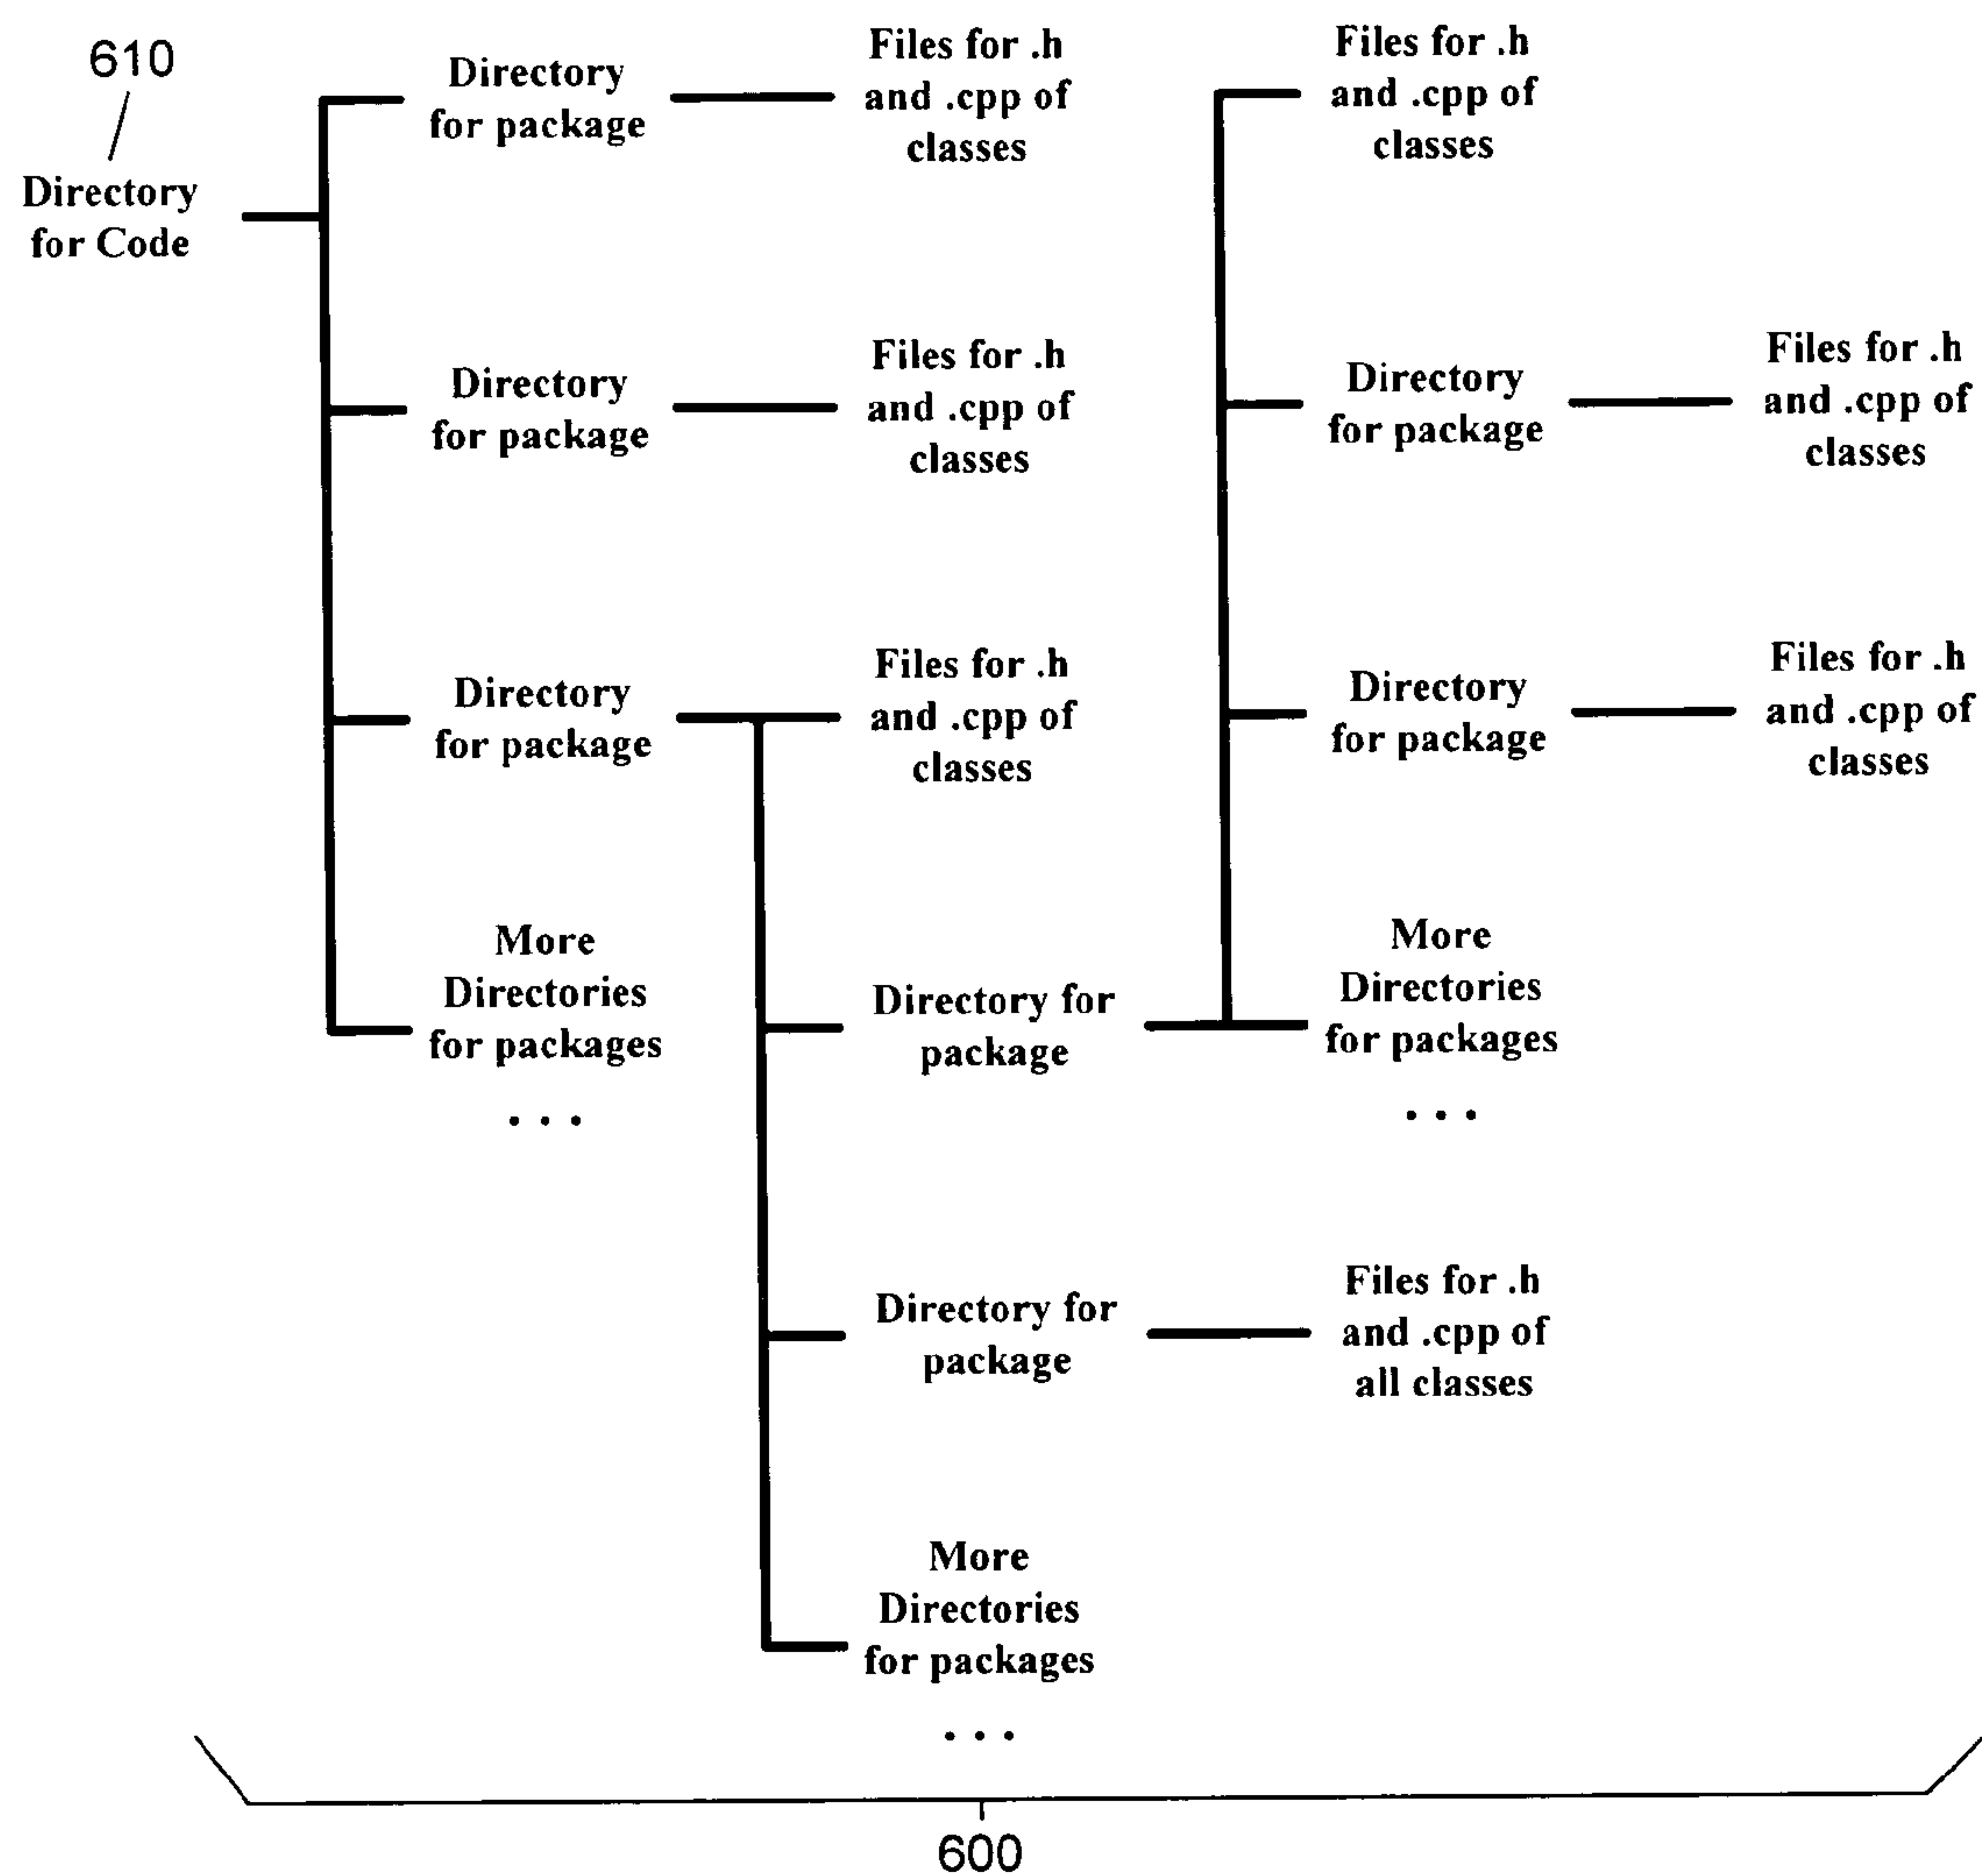 610
Directory
for Code
Directory
for package
Files for .h
and .cpp of
classes
Files for .h
and .cpp of
classes
Directory
for package
Files for .h
and .cpp of
classes
Directory
for package
Files for .h
and .cpp of
classes
Directory
for package
Files for .h
and .cpp of
classes
Directory
for package
Files for .h
and .cpp of
classes
More
Directories
for packages
. . .
Directory for
package
More
Directories
for packages
. . .
Directory for
package
Files for .h
and .cpp of
all classes
More
Directories
for packages
. . .
600